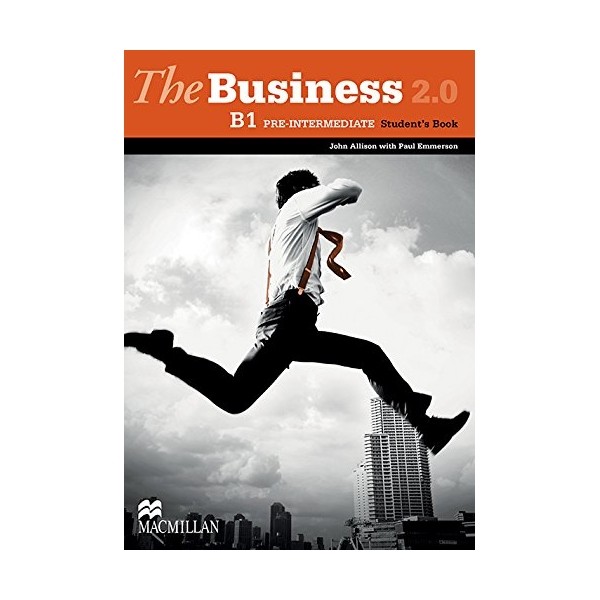 The Business 2.0
B1 PRE-INTERMEDIATE Student's Book
John Allison with Paul Emmerson
MACMILLAN